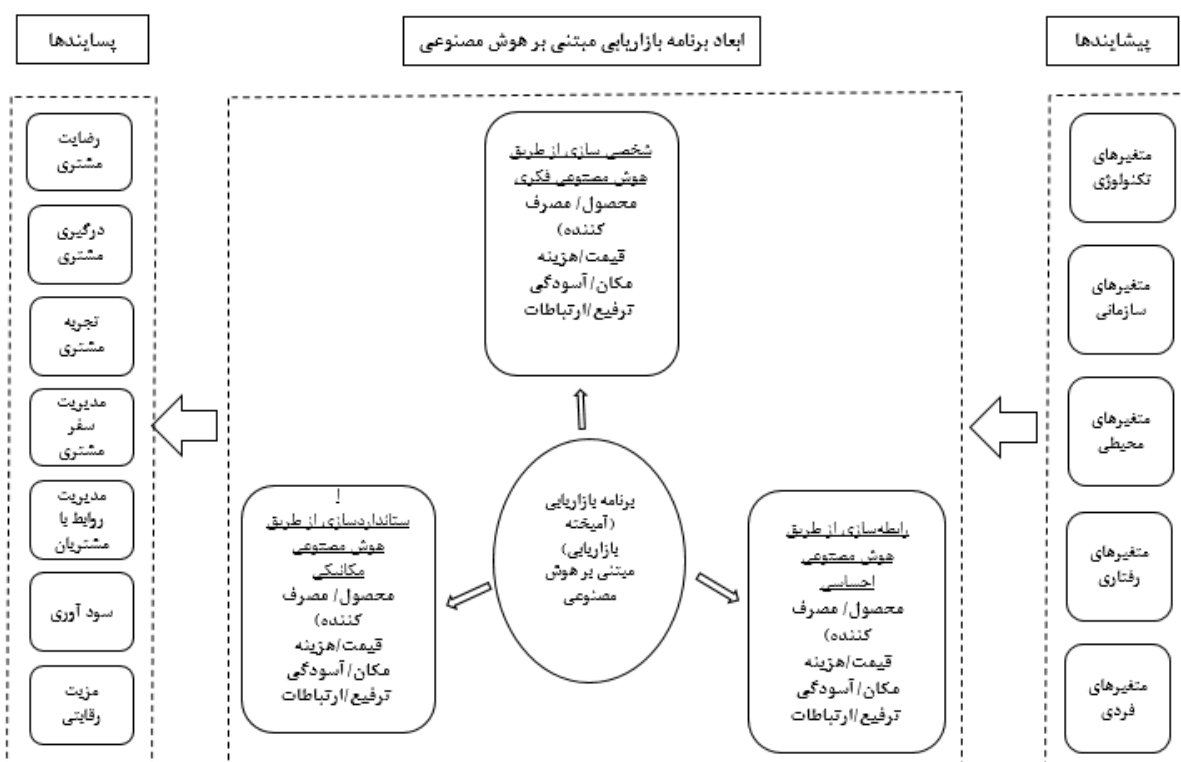 پیشایندها
ابعاد برنامه بازاریابی مبتنی بر هوش مصنوعی
پسایندها
متغیرهای
تکنولوژی
متغیرهای
سازمانی
متغیرهای
محیطی
متغیرهای
رفتاری
متغیرهای
فردی
شخصی سازی از طریق
هوش مصنوعی فکری
محصول/ مصرف
کننده)
قیمت/هزینه
مکان/ آسودگی
ترفیع/ارتباطات
برنامه بازاریابی
(آمیخته
بازاریابی)
مبتنی بر هوش
مصنوعی
رابطه‌سازی از طریق
هوش مصنوعی
احساسی
محصول/ مصرف
کننده)
قیمت/هزینه
مکان/ آسودگی
ترفیع/ارتباطات
ا
ستانداردسازی از طریق
هوش مصنوعی
مکانیکی
محصول/ مصرف
کننده)
قیمت/هزینه
مکان/ آسودگی
ترفیع/ارتباطات
رضایت
مشتری
درگیری
مشتری
تجربه
مشتری
مدیریت
سفر
مشتری
مدیریت
روابط با
مشتریان
سود آوری
مزیت
رقابتی